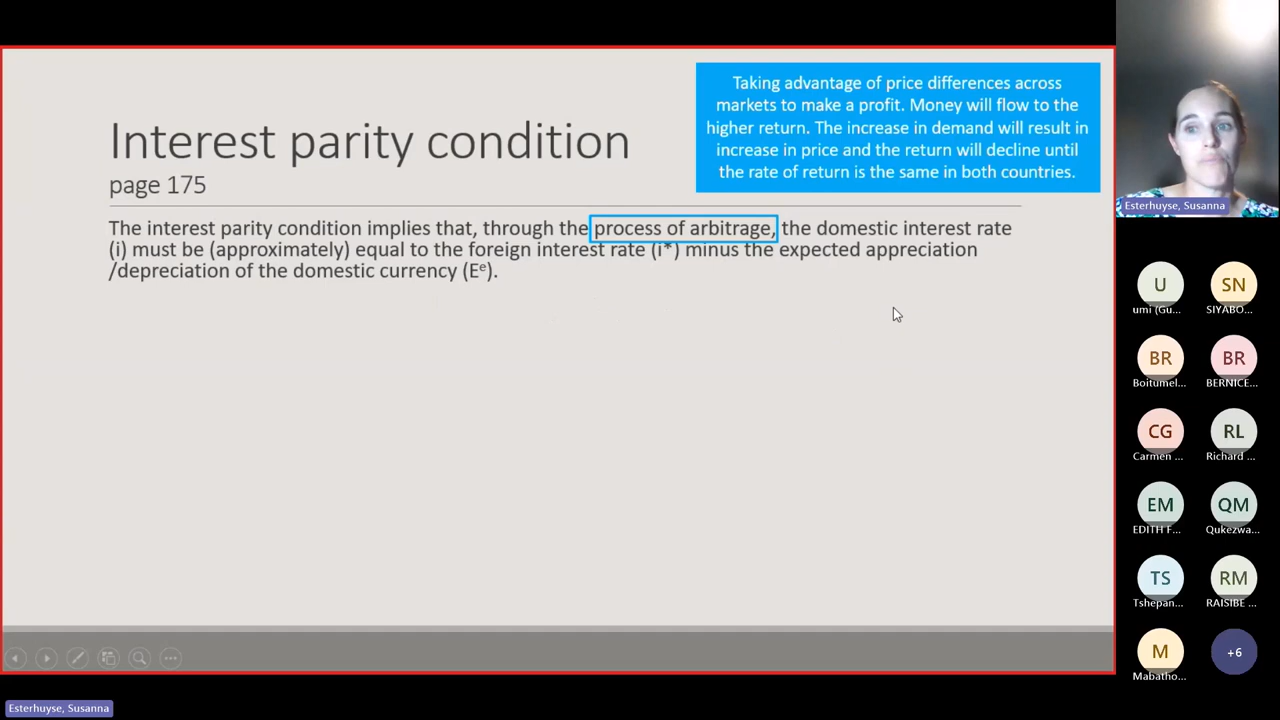 Interest parity condition
page 175
Taking advantage of price differences across
markets to make a profit. Money will flow to the
higher return. The increase in demand will result in
increase in price and the return will decline until
the rate of return is the same in both countries.
The interest parity condition implies that, through the process of arbitrage, the domestic interest rate
(i) must be (approximately) equal to the foreign interest rate (i*) minus the expected appreciation
/depreciation of the domestic currency (Eᵉ).
Esterhuyse, Susanna
U
SN
umi (Gu...
SIYABO...
BR
BR
Boitumel...
BERNICE...
CG
RL
Carmen ...
Richard ...
EM
QM
EDITH F...
Qukezwa...
TS
RM
Tshepan...
RAISIBE ...
M
+6
Mabatho...
Esterhuyse, Susanna